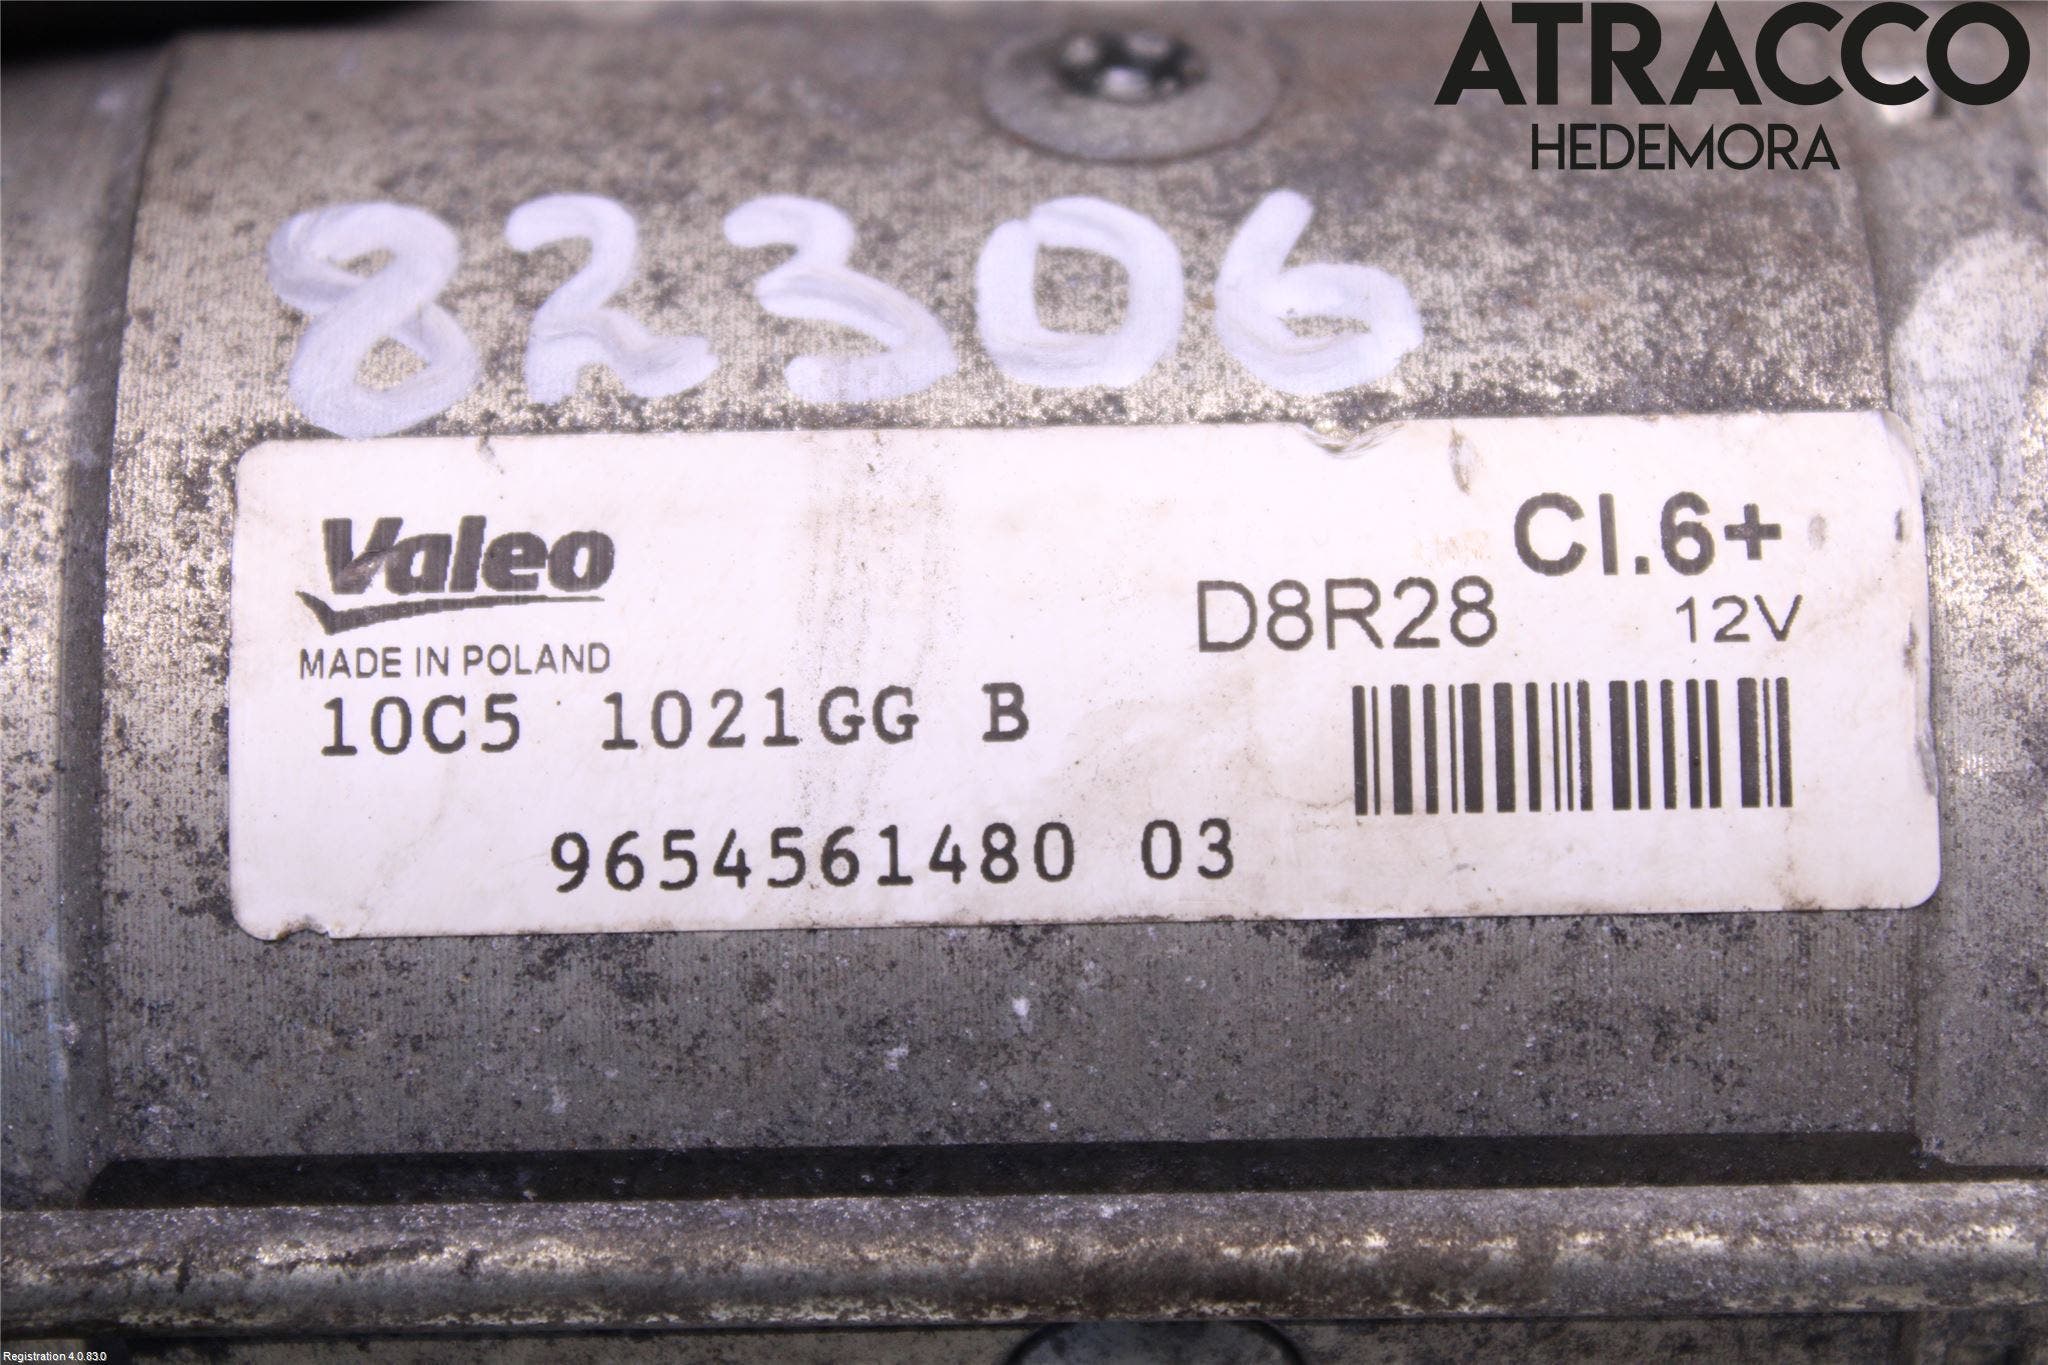 ATRACCO
HEDEMORA
82306
Valeo
MADE IN POLAND
Cl.6+
D8R28
12V
10C5 1021GG B
9654561480 03
Registration 4.0.83.0